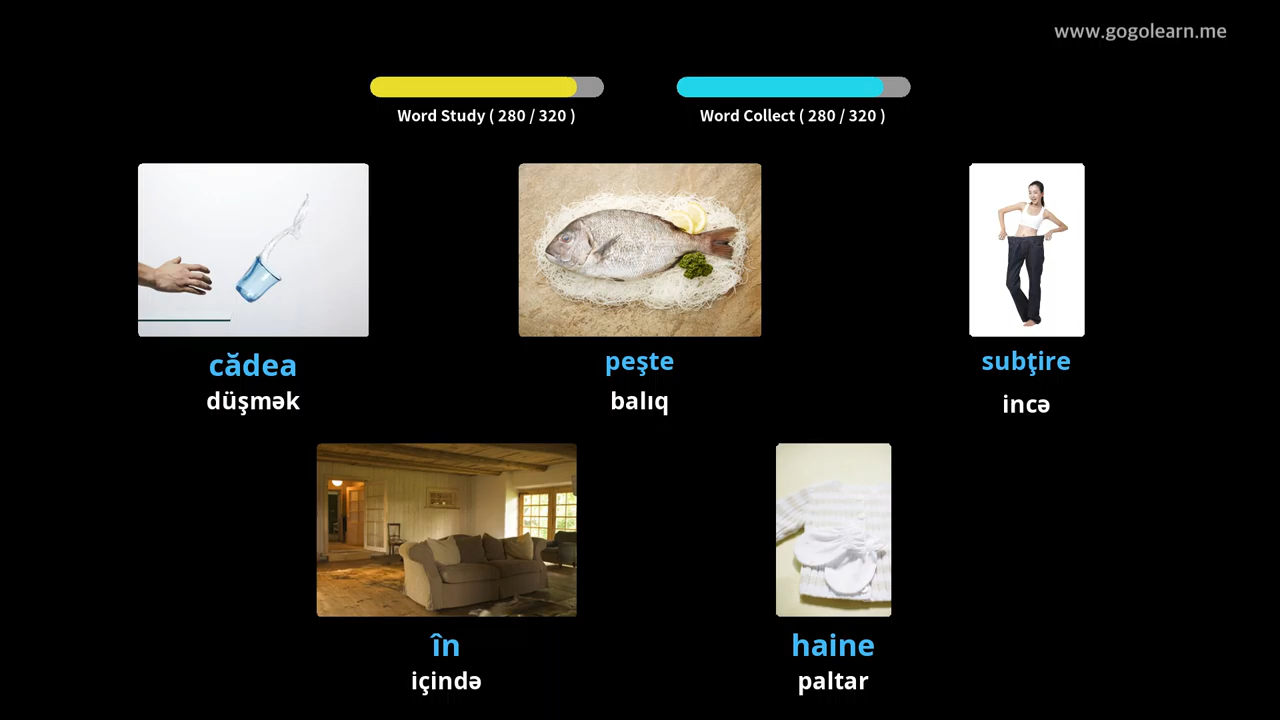 www.gogolearn.me
Word Study ( 280 / 320 )
Word Collect ( 280 / 320 )
cădea
düşmək
peşte
balıq
subţire
incə
în
içində
haine
paltar